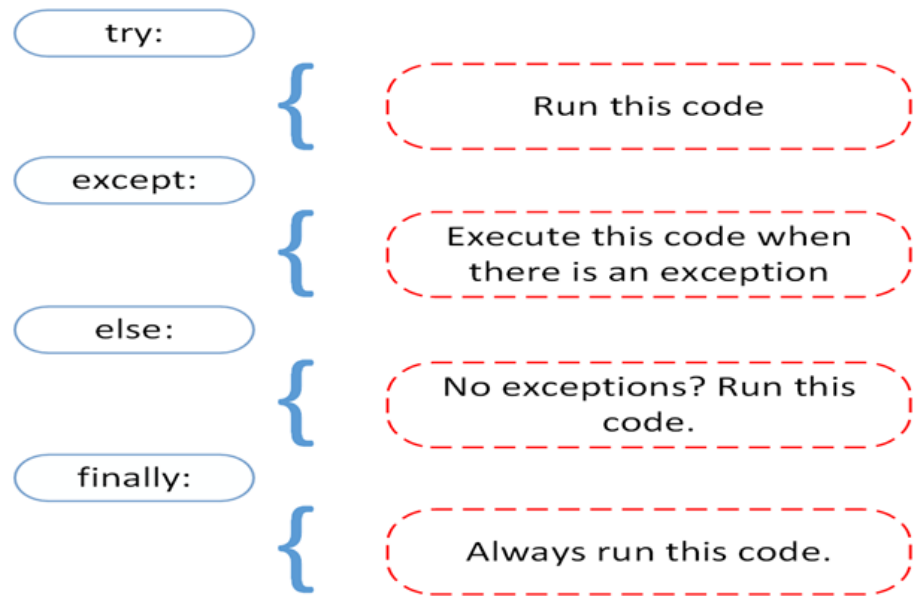 try:
Run this code
except:
Execute this code when
there is an exception
else:
No exceptions? Run this
code.
finally:
Always run this code.